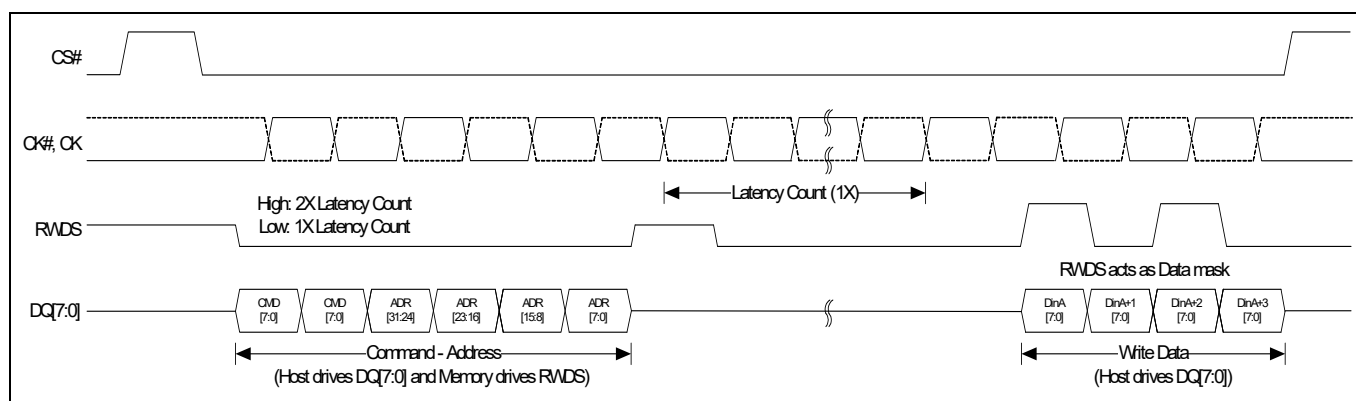 CS#
CK#, CK
Latency Count (1X)
High: 2X Latency Count
Low: 1X Latency Count
RWDS
RWDS acts as Data mask
DQ[7:0]
CMD [7:0]
CMD [7:0]
ADR [31:24]
ADR [23:16]
ADR [15:8]
ADR [7:0]
DinA [7:0]
DinA+1 [7:0]
DinA+2 [7:0]
DinA+3 [7:0]
Command - Address
(Host drives DQ[7:0] and Memory drives RWDS)
Write Data
(Host drives DQ[7:0])